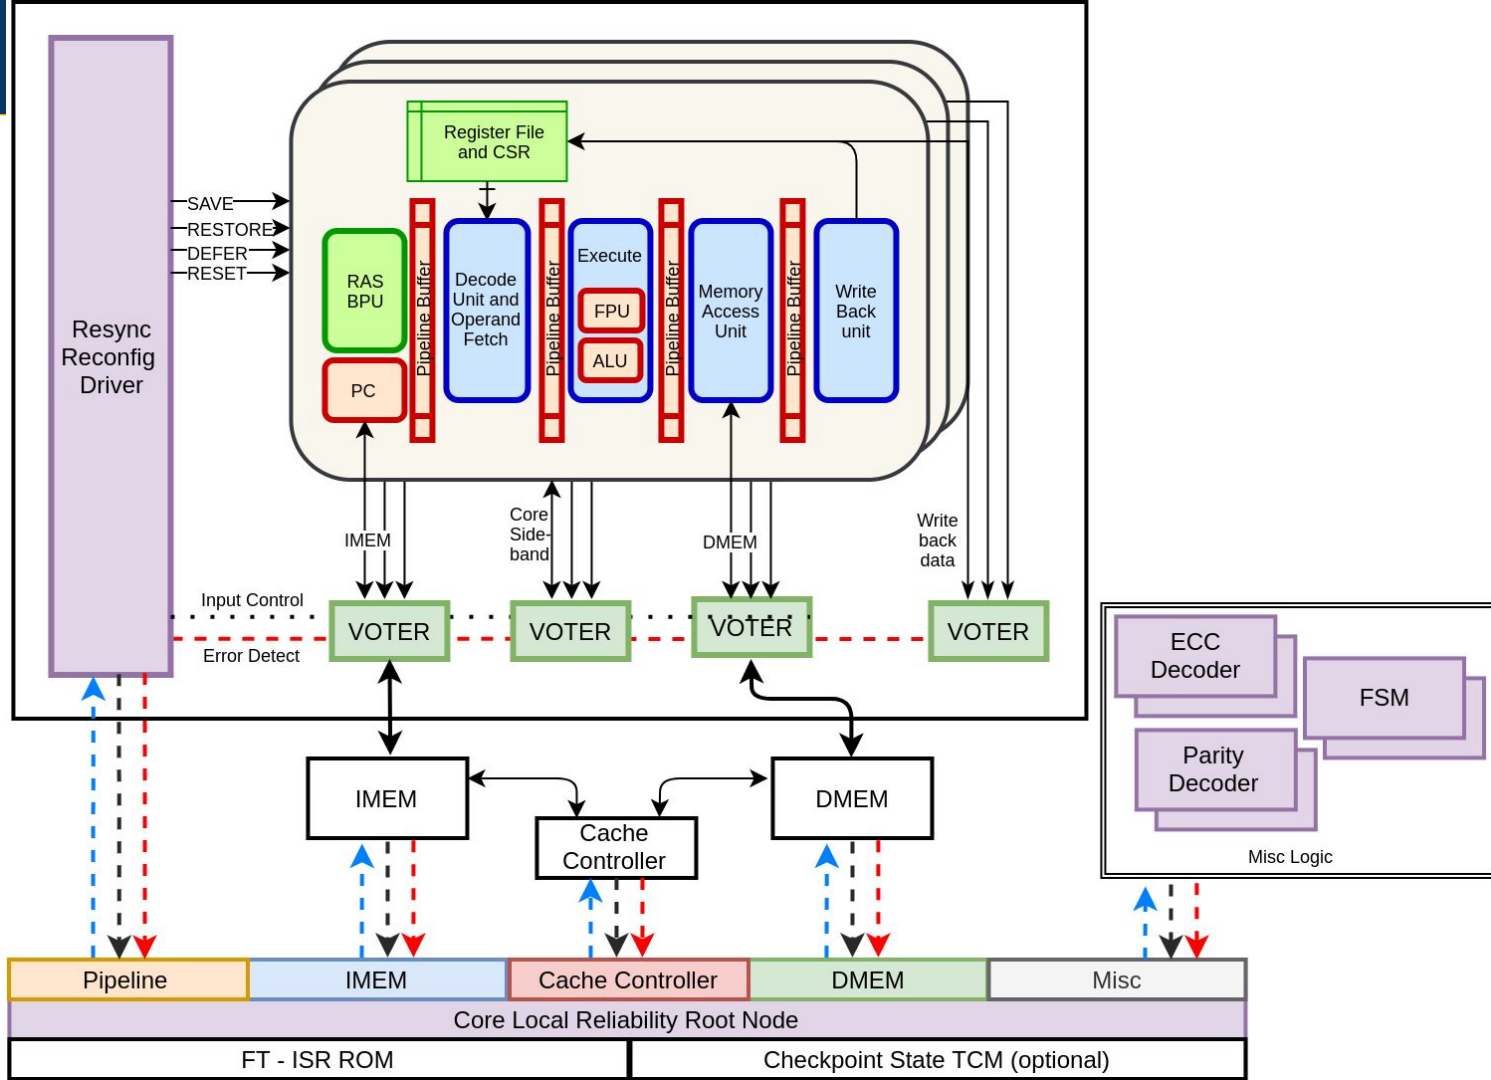 Register File
and CSR
SAVE
RESTORE
DEFER
RESET
Resync
Reconfig
Driver
RAS
BPU
PC
Pipeline Buffer
Decode
Unit and
Operand
Fetch
Pipeline Buffer
Execute
FPU
ALU
Pipeline Buffer
Memory
Access
Unit
Pipeline Buffer
Write
Back
unit
IMEM
Core
Side-
band
DMEM
Write
back
data
Input Control
Error Detect
VOTER
VOTER
VOTER
VOTER
ECC
Decoder
FSM
Parity
Decoder
Misc Logic
IMEM
Cache
Controller
DMEM
Pipeline
IMEM
Cache Controller
DMEM
Misc
Core Local Reliability Root Node
FT - ISR ROM
Checkpoint State TCM (optional)